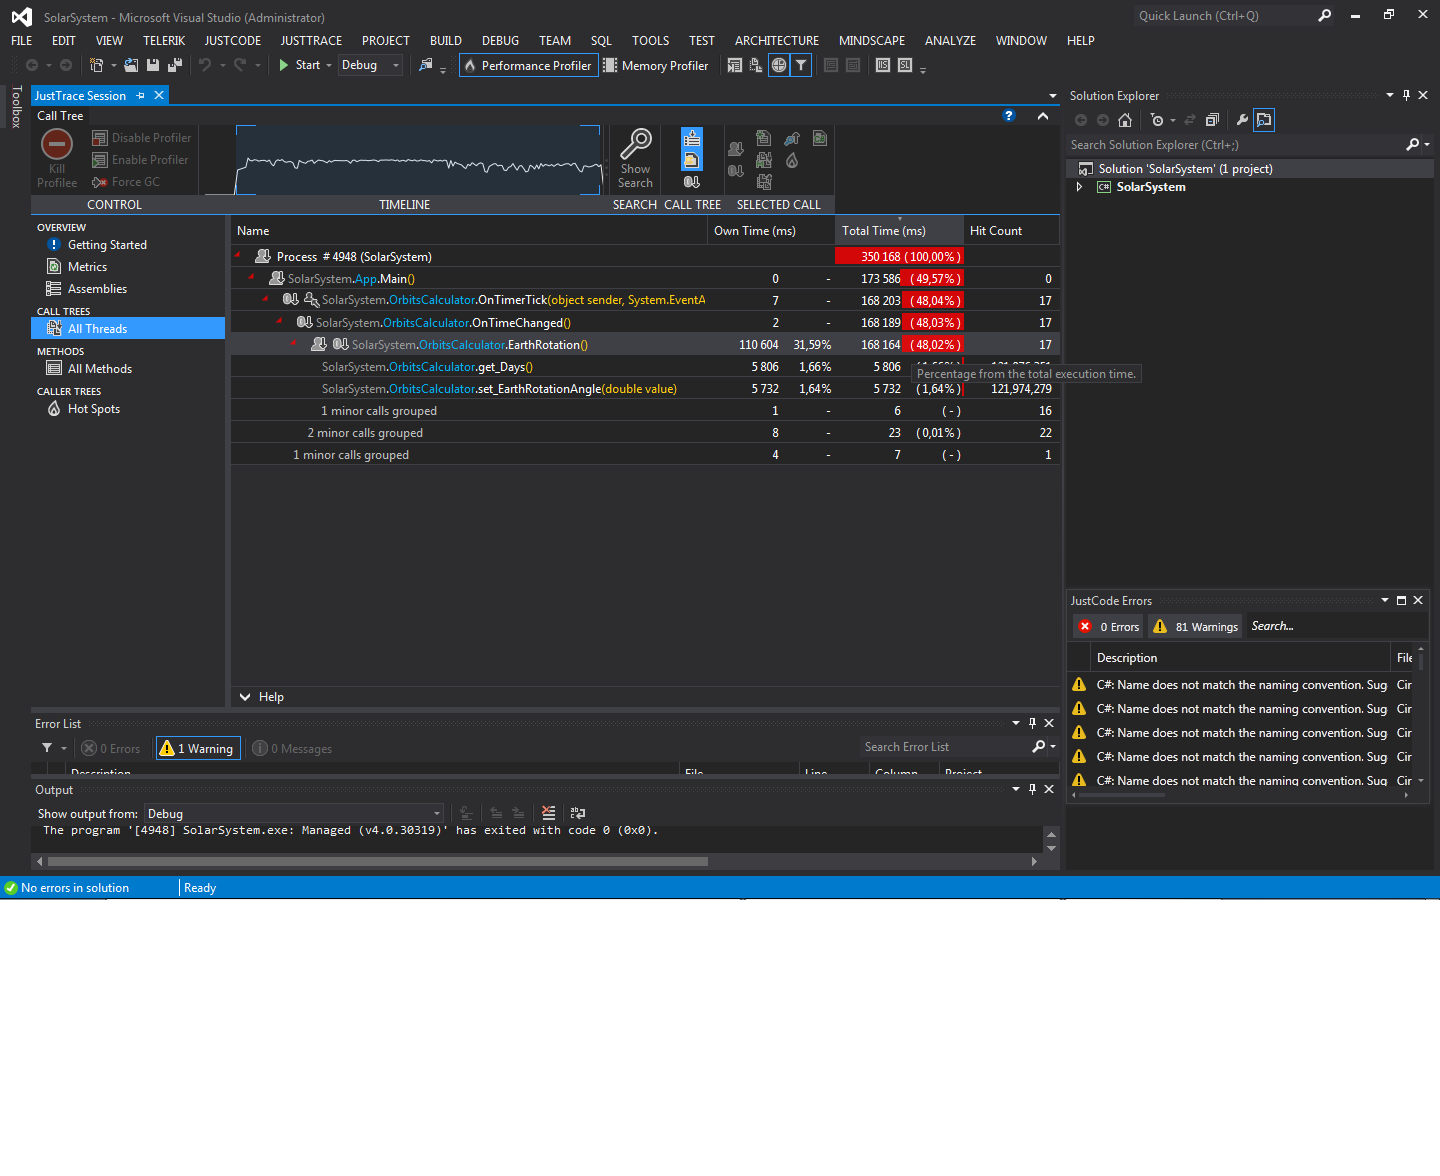 SolarSystem - Microsoft Visual Studio (Administrator)
Quick Launch (Ctrl+Q)
FILE EDIT VIEW TELERIK JUSTCODE JUSTTRACE PROJECT BUILD DEBUG TEAM SQL TOOLS TEST ARCHITECTURE MINDSCAPE ANALYZE WINDOW HELP
Start Debug Performance Profiler Memory Profiler
Toolbox
JustTrace Session
Call Tree
Kill Profilee
Disable Profiler
Enable Profiler
Force GC
Show Search
CONTROL TIMELINE SEARCH CALL TREE SELECTED CALL
OVERVIEW
Getting Started
Metrics
Assemblies
CALL TREES
All Threads
METHODS
All Methods
CALLER TREES
Hot Spots
Name Own Time (ms) Total Time (ms) Hit Count
Process # 4948 (SolarSystem) 350 168 (100,00% )
SolarSystem.App.Main() 0 - 173 586 (49,57% ) 0
SolarSystem.OrbitsCalculator.OnTimerTick(object sender, System.EventA 7 - 168 203 (48,04% ) 17
SolarSystem.OrbitsCalculator.OnTimeChanged() 2 - 168 189 (48,03% ) 17
SolarSystem.OrbitsCalculator.EarthRotation() 110 604 31,59% 168 164 (48,02% ) 17
SolarSystem.OrbitsCalculator.get_Days() 5 806 1,66% 5 806
Percentage from the total execution time.
SolarSystem.OrbitsCalculator.set_EarthRotationAngle(double value) 5 732 1,64% 5 732 (1,64% ) 121,974,279
1 minor calls grouped 1 - 6 ( - ) 16
2 minor calls grouped 8 - 23 ( 0,01% ) 22
1 minor calls grouped 4 - 7 ( - ) 1
Help
Error List
0 Errors 1 Warning 0 Messages Search Error List
Description File Line Column Project
Output
Show output from: Debug
The program '[4948] SolarSystem.exe: Managed (v4.0.30319)' has exited with code 0 (0x0).
No errors in solution Ready
Solution Explorer
Search Solution Explorer (Ctrl+;)
Solution 'SolarSystem' (1 project)
C# SolarSystem
JustCode Errors
0 Errors 81 Warnings Search...
Description File
C#: Name does not match the naming convention. Sug Cir
C#: Name does not match the naming convention. Sug Cir
C#: Name does not match the naming convention. Sug Cir
C#: Name does not match the naming convention. Sug Cir
C#: Name does not match the naming convention. Sug Cir